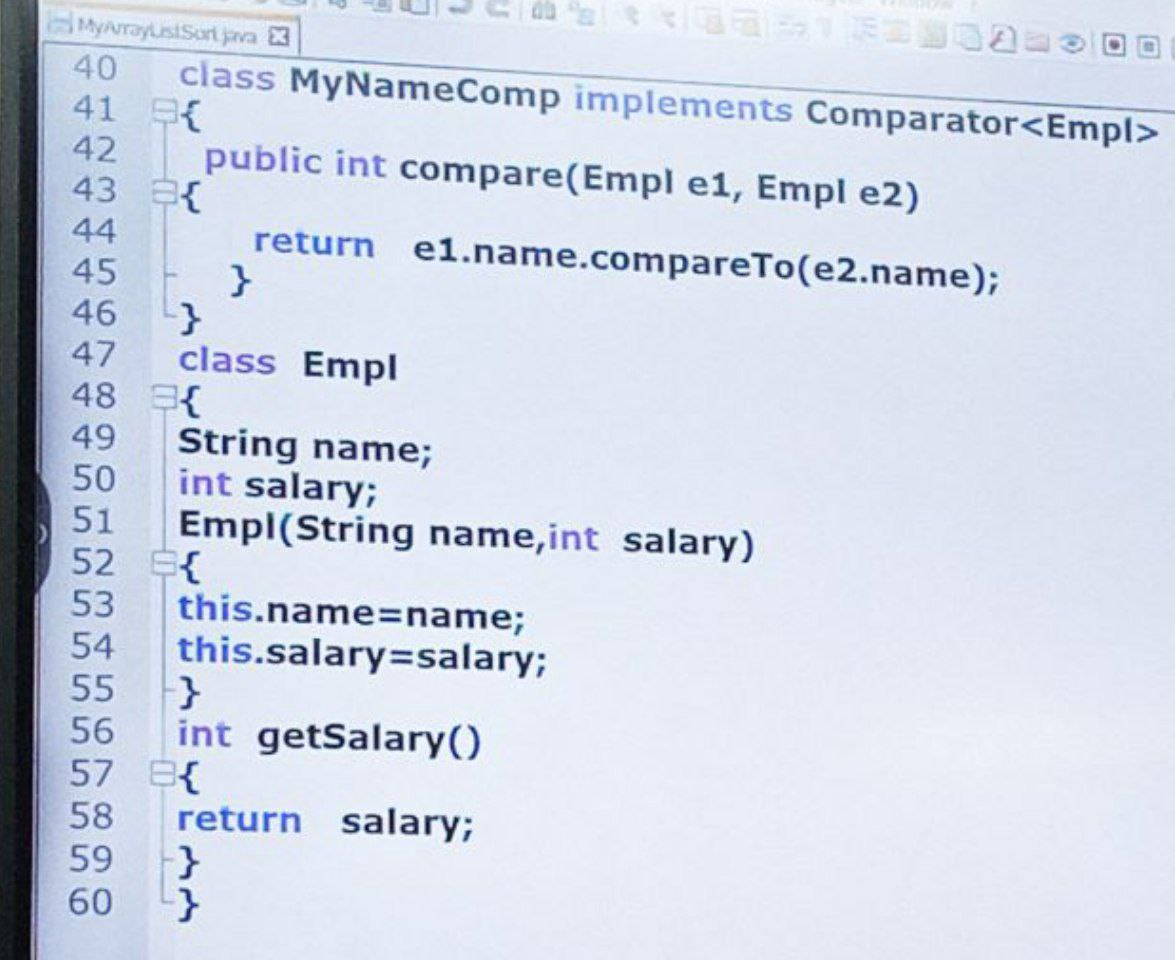 MyArrayListSort.java
40 class MyNameComp implements Comparator<Empl>
41 {
42 public int compare(Empl e1, Empl e2)
43 {
44 return e1.name.compareTo(e2.name);
45 }
46 }
47 class Empl
48 {
49 String name;
50 int salary;
51 Empl(String name,int salary)
52 {
53 this.name=name;
54 this.salary=salary;
55 }
56 int getSalary()
57 {
58 return salary;
59 }
60 }